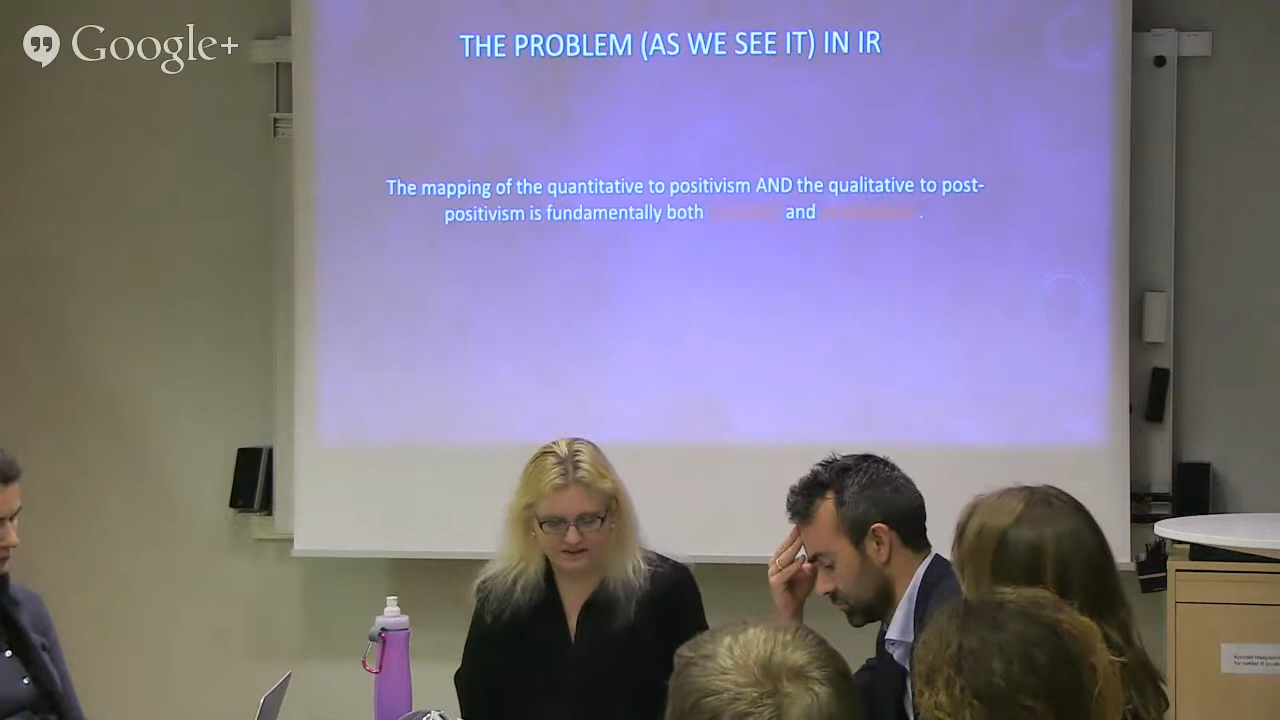 Google+
THE PROBLEM (AS WE SEE IT) IN IR
The mapping of the quantitative to positivism AND the qualitative to post-
positivism is fundamentally both and .